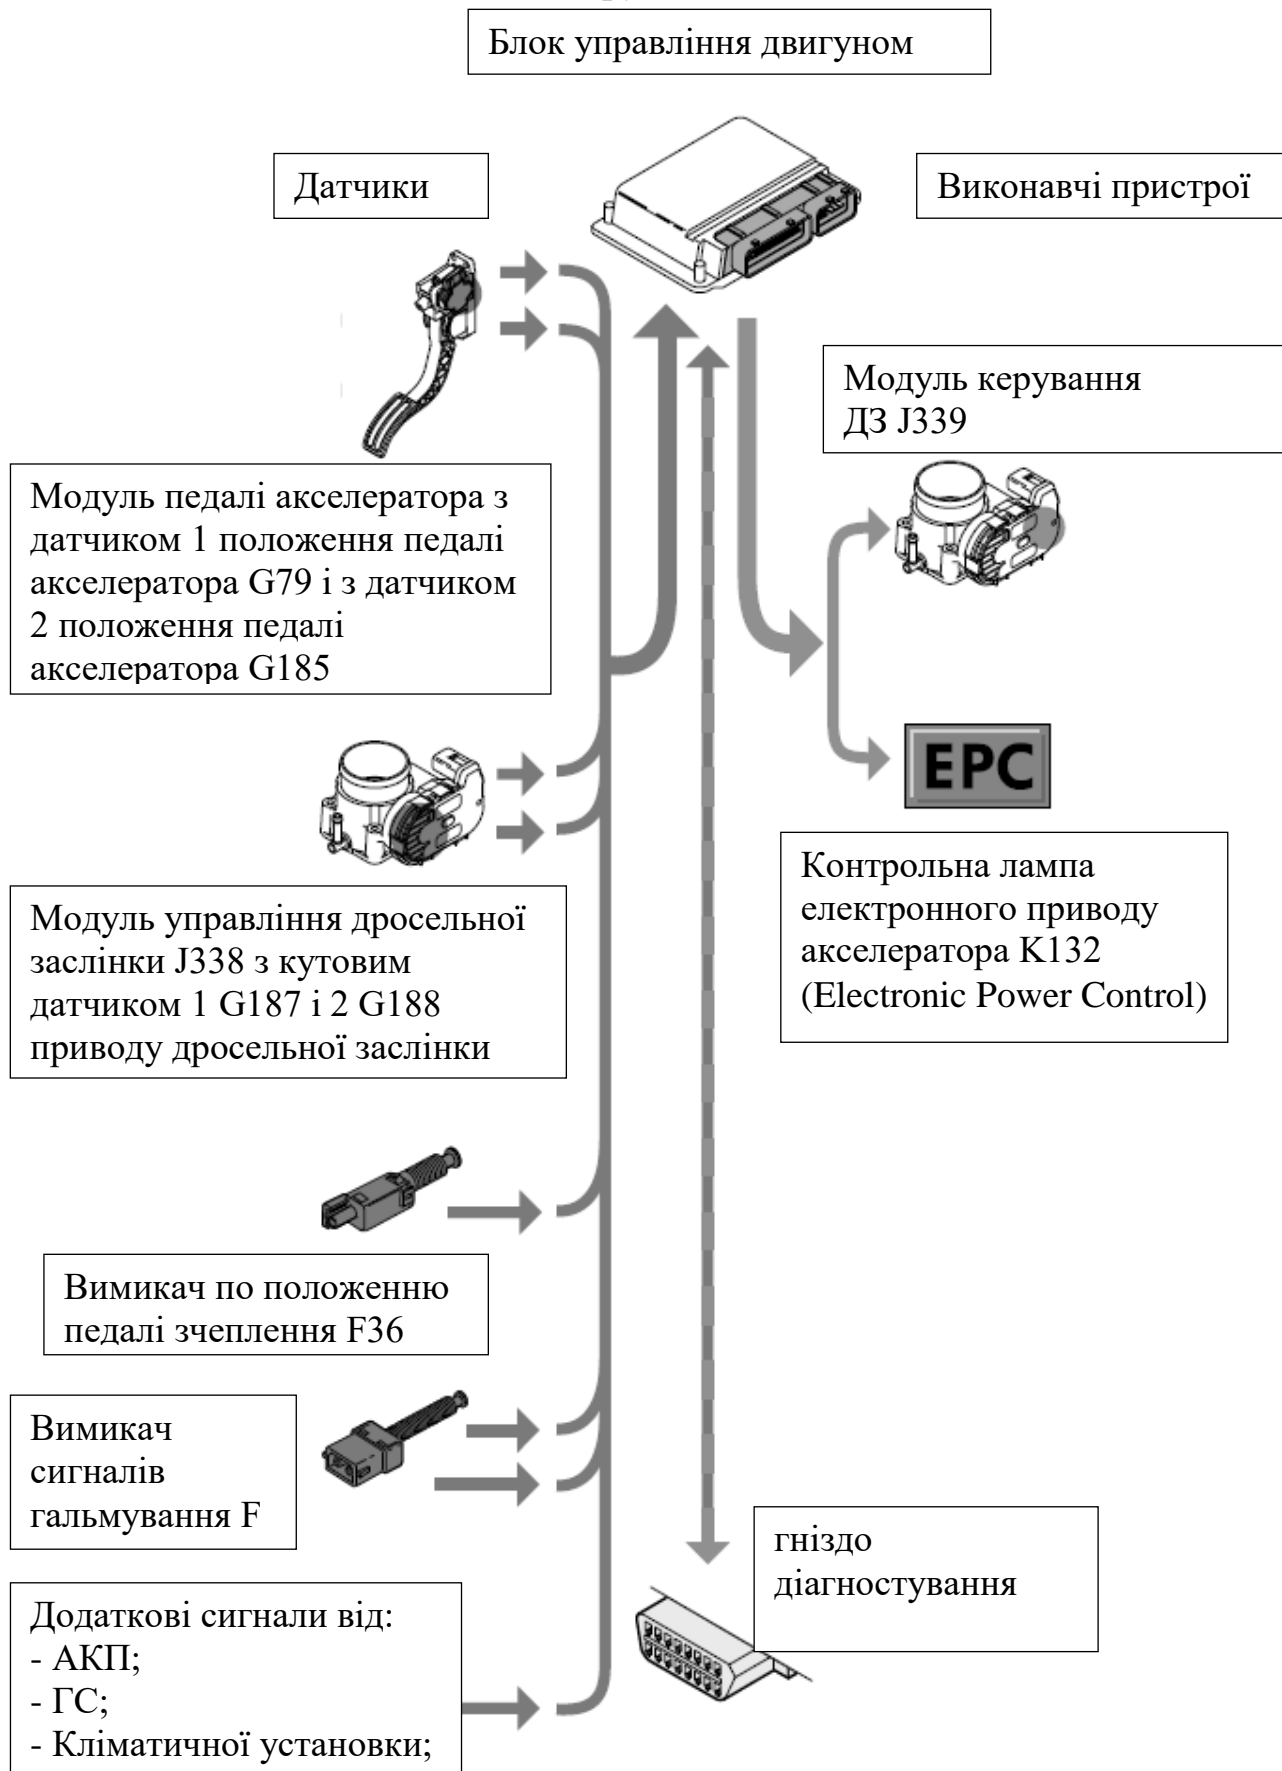 Блок управління двигуном
Датчики
Виконавчі пристрої
Модуль керування
ДЗ J339
Модуль педалі акселератора з
датчиком 1 положення педалі
акселератора G79 і з датчиком
2 положення педалі
акселератора G185
EPC
Модуль управління дросельної
заслінки J338 з кутовим
датчиком 1 G187 і 2 G188
приводу дросельної заслінки
Контрольна лампа
електронного приводу
акселератора K132
(Electronic Power Control)
Вимикач по положенню
педалі зчеплення F36
Вимикач
сигналів
гальмування F
гніздо
діагностування
Додаткові сигнали від:
- АКП;
- ГС;
- Кліматичної установки;